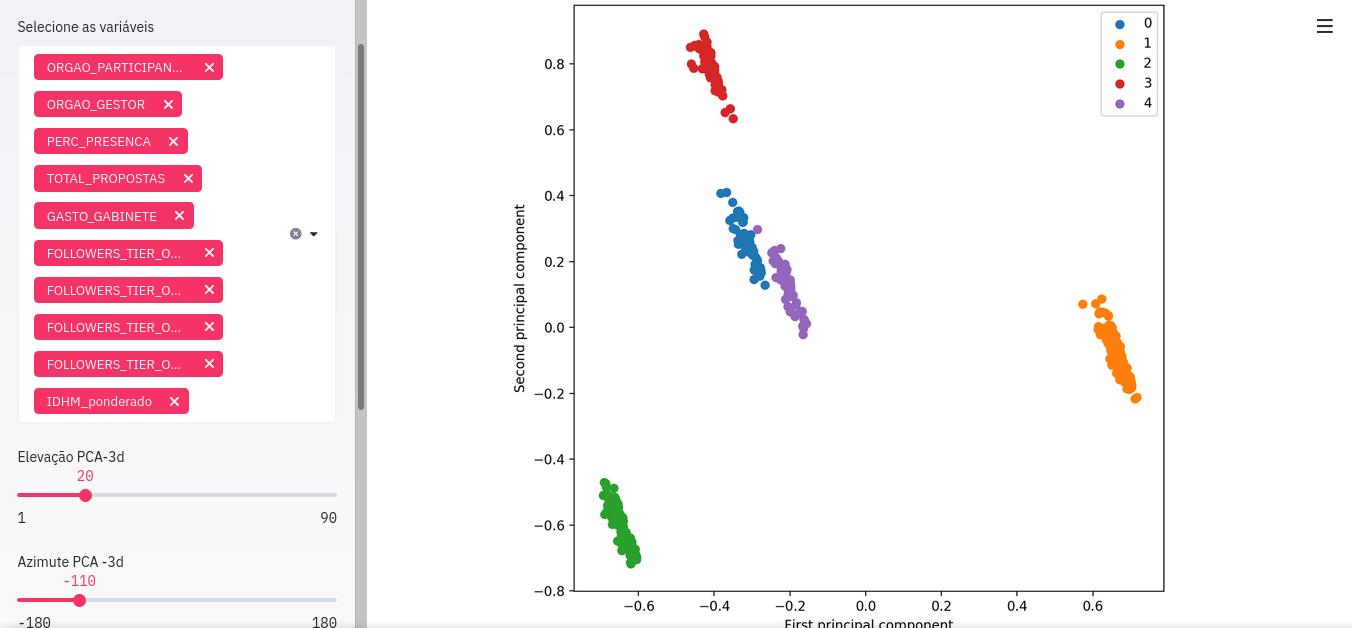 Selecione as variáveis
ORGAO_PARTICIPAN...
ORGAO_GESTOR
PERC_PRESENCA
TOTAL_PROPOSTAS
GASTO_GABINETE
FOLLOWERS_TIER_O...
FOLLOWERS_TIER_O...
FOLLOWERS_TIER_O...
FOLLOWERS_TIER_O...
IDHM_ponderado
Elevação PCA-3d
20
1 90
Azimute PCA -3d
-110
-180 180
0
1
2
3
4
Second principal component
0.8
0.6
0.4
0.2
0.0
−0.2
−0.4
−0.6
−0.8
−0.6 −0.4 −0.2 0.0 0.2 0.4 0.6
First principal component